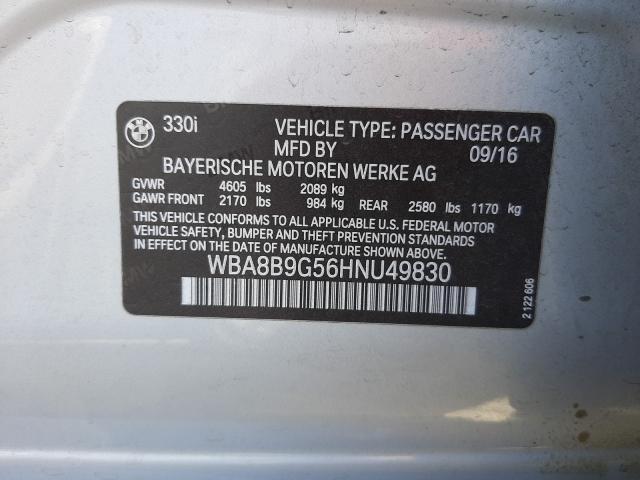 330i
VEHICLE TYPE: PASSENGER CAR
MFD BY 09/16
BAYERISCHE MOTOREN WERKE AG
GVWR 4605 lbs 2089 kg
GAWR FRONT 2170 lbs 984 kg REAR 2580 lbs 1170 kg
THIS VEHICLE CONFORMS TO ALL APPLICABLE U.S. FEDERAL MOTOR
VEHICLE SAFETY, BUMPER AND THEFT PREVENTION STANDARDS
IN EFFECT ON THE DATE OF MANUFACTURE SHOWN ABOVE.
WBA8B9G56HNU49830
2 122 606